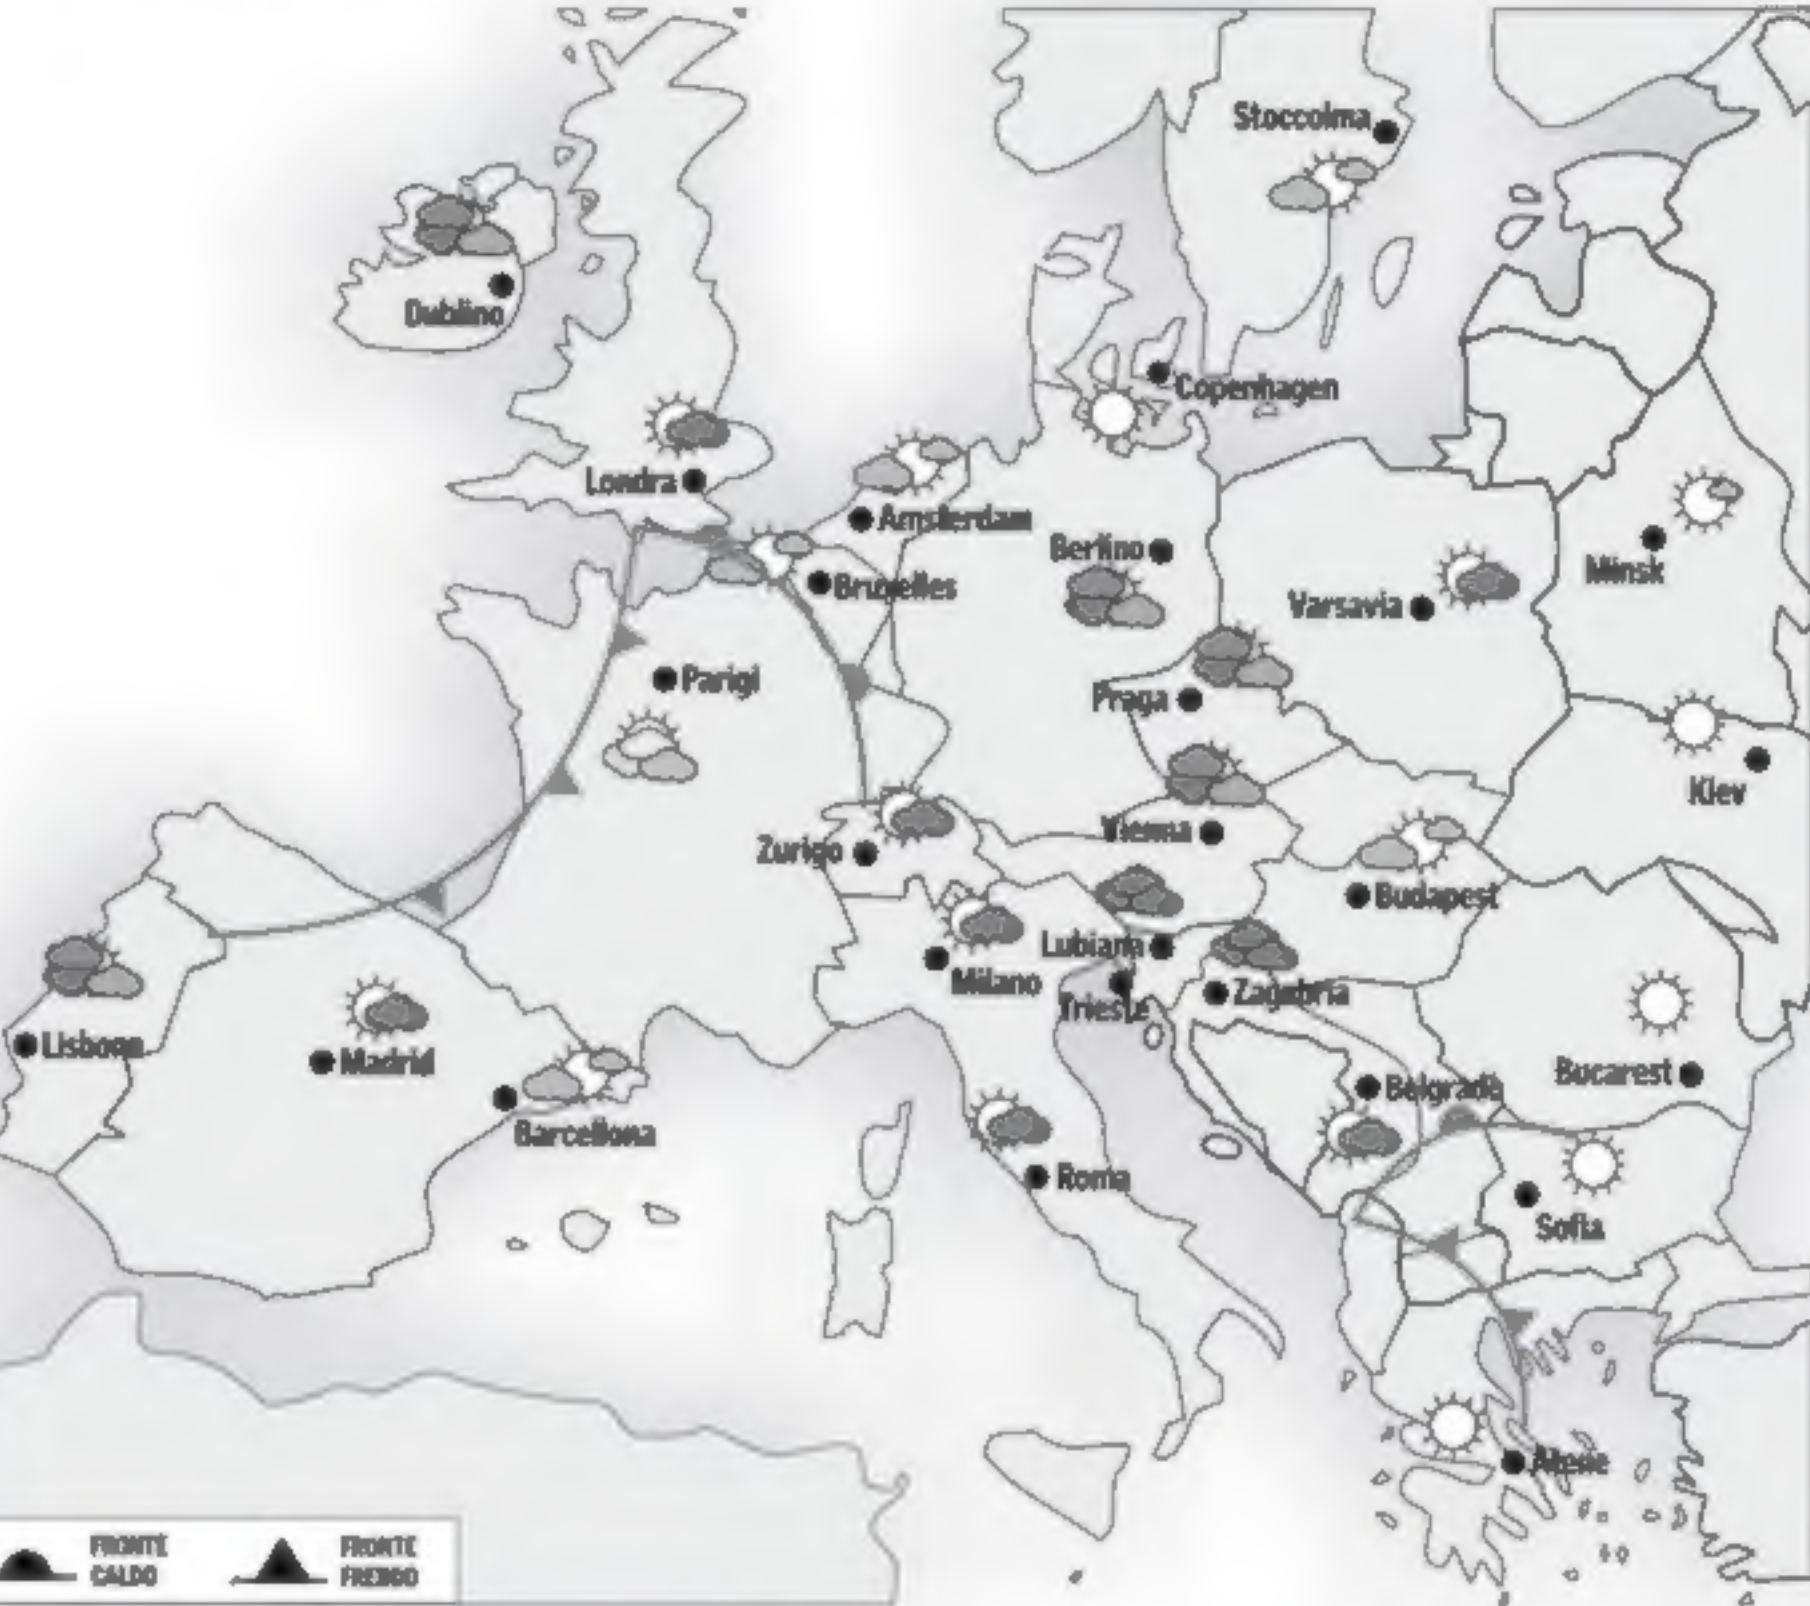 Stoccolma
Dublino
Copenhagen
Londra
Amsterdam
Berlino
Bruxelles
Minsk
Varsavia
Parigi
Praga
Kiev
Vienna
Zurigo
Budapest
Lubiana
Milano
Zagabria
Trieste
Lisbona
Madrid
Bucarest
Belgrado
Barcellona
Roma
Sofia
Atene
FRONTE
CALDO
FRONTE
FREDDO